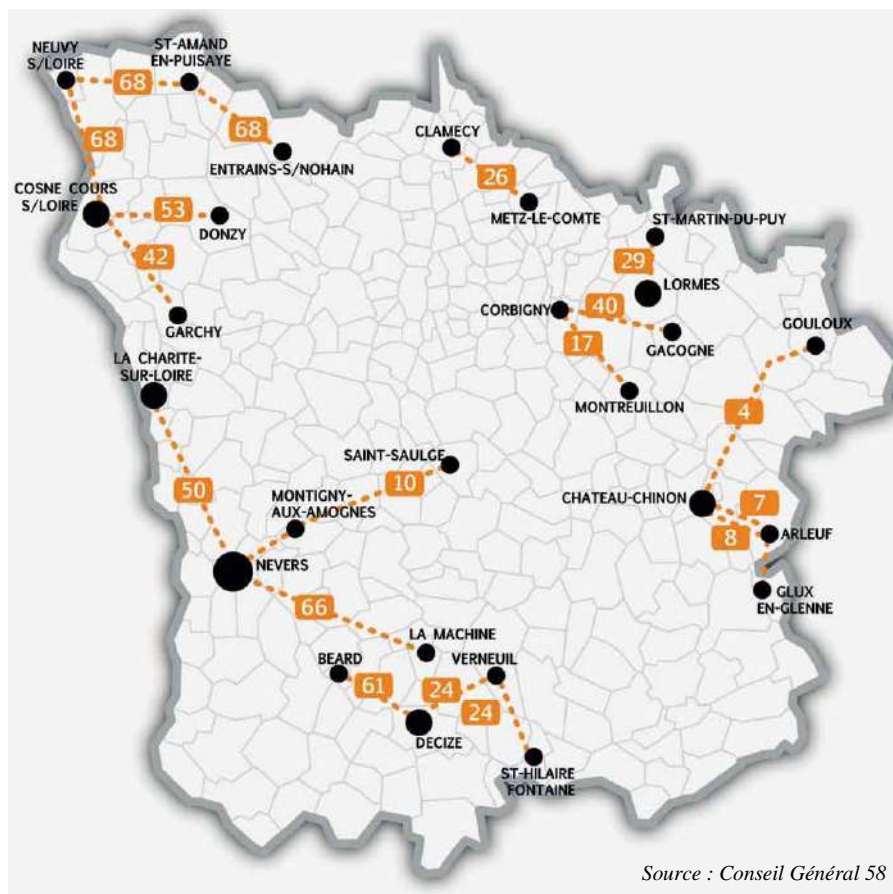 NEUVY
S/LOIRE
ST-AMAND
EN-PUISAYE
68
68
68
CLAMECY
ENTRAINS-S/NOHAIN
26
COSNE COURS
S/LOIRE
53
DONZY
METZ-LE-COMTE
ST-MARTIN-DU-PUY
42
29
LORMES
GARCHY
CORBIGNY
40
GOULOUX
17
GACOGNE
LA CHARITE-
SUR-LOIRE
MONTREUILLON
4
SAINT-SAULGE
50
10
MONTIGNY-
AUX-AMOGNES
CHATEAU-CHINON
7
8
ARLEUF
NEVERS
GLUX
EN-GLENNE
66
LA MACHINE
BEARD
VERNEUIL
61
24
24
DECIZE
ST-HILAIRE
FONTAINE
Source : Conseil Général 58